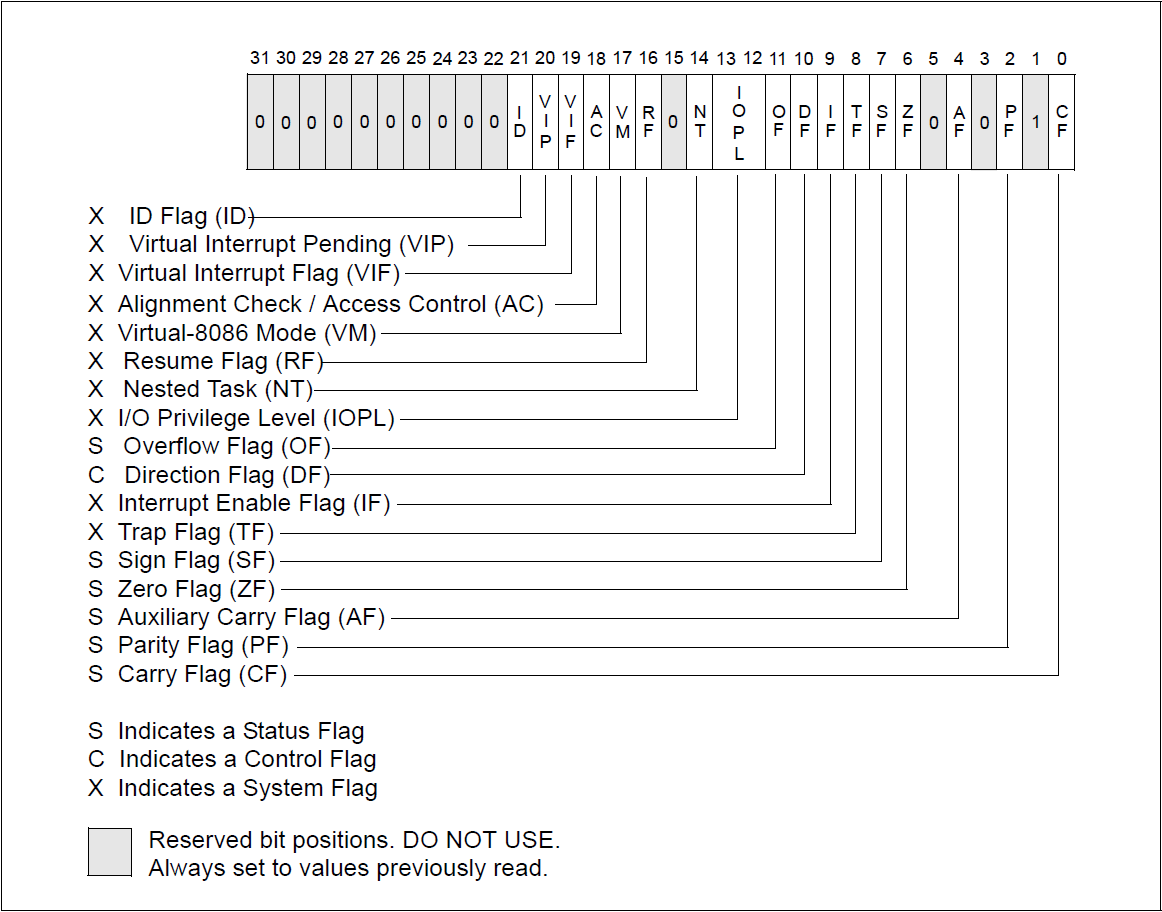 31 30 29 28 27 26 25 24 23 22 21 20 19 18 17 16 15 14 13 12 11 10 9 8 7 6 5 4 3 2 1 0
0 0 0 0 0 0 0 0 0 0 ID VIP VIF AC VM RF 0 NT IOPL OF DF IF TF SF ZF 0 AF 0 PF 1 CF
X ID Flag (ID)
X Virtual Interrupt Pending (VIP)
X Virtual Interrupt Flag (VIF)
X Alignment Check / Access Control (AC)
X Virtual-8086 Mode (VM)
X Resume Flag (RF)
X Nested Task (NT)
X I/O Privilege Level (IOPL)
S Overflow Flag (OF)
C Direction Flag (DF)
X Interrupt Enable Flag (IF)
X Trap Flag (TF)
S Sign Flag (SF)
S Zero Flag (ZF)
S Auxiliary Carry Flag (AF)
S Parity Flag (PF)
S Carry Flag (CF)
S Indicates a Status Flag
C Indicates a Control Flag
X Indicates a System Flag
Reserved bit positions. DO NOT USE.
Always set to values previously read.